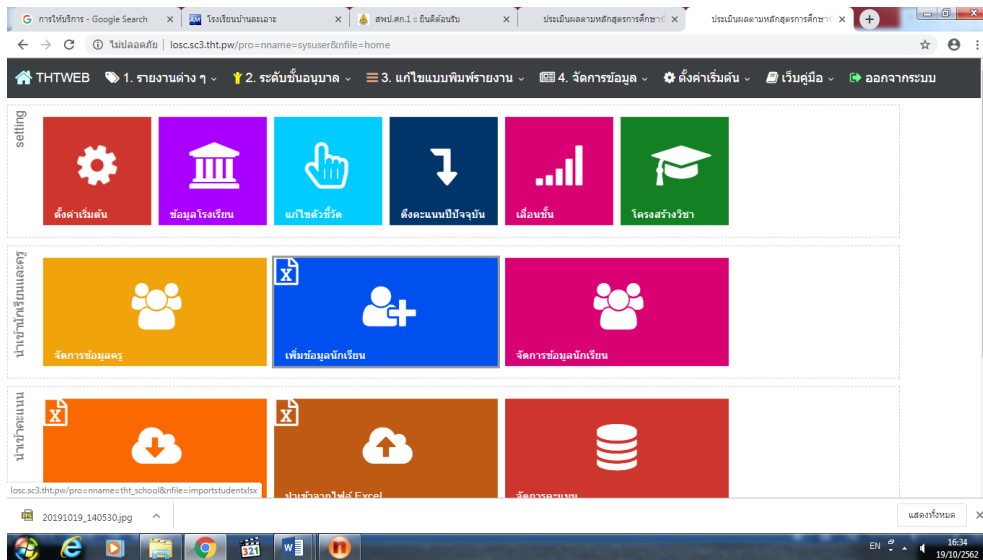 การให้บริการ - Google Search
โรงเรียนบ้านสะเอาะ
สพป.ศก.1 :: ยินดีต้อนรับ
ประเมินผลตามหลักสูตรการศึกษา
ประเมินผลตามหลักสูตรการศึกษา
ไม่ปลอดภัย | losc.sc3.tht.pw/pro=nname=sysuser&nfile=home
THTWEB 1. รายงานต่าง ๆ 2. ระดับชั้นอนุบาล 3. แก้ไขแบบพิมพ์รายงาน 4. จัดการข้อมูล ตั้งค่าเริ่มต้น เว็บคู่มือ ออกจากระบบ
setting
ตั้งค่าเริ่มต้น
ข้อมูลโรงเรียน
แก้ไขตัวชี้วัด
ดึงคะแนนปีปัจจุบัน
เลื่อนชั้น
โครงสร้างวิชา
นำเข้านักเรียนและครู
จัดการข้อมูลครู
X
เพิ่มข้อมูลนักเรียน
จัดการข้อมูลนักเรียน
นำเข้าคะแนน
X
X
นำเข้าจากไฟล์ Excel
จัดการคะแนน
losc.sc3.tht.pw/pro=nname=tht_school&nfile=importstudentxlsx
20191019_140530.jpg
แสดงทั้งหมด
321
W
n
EN
16:34
19/10/2562